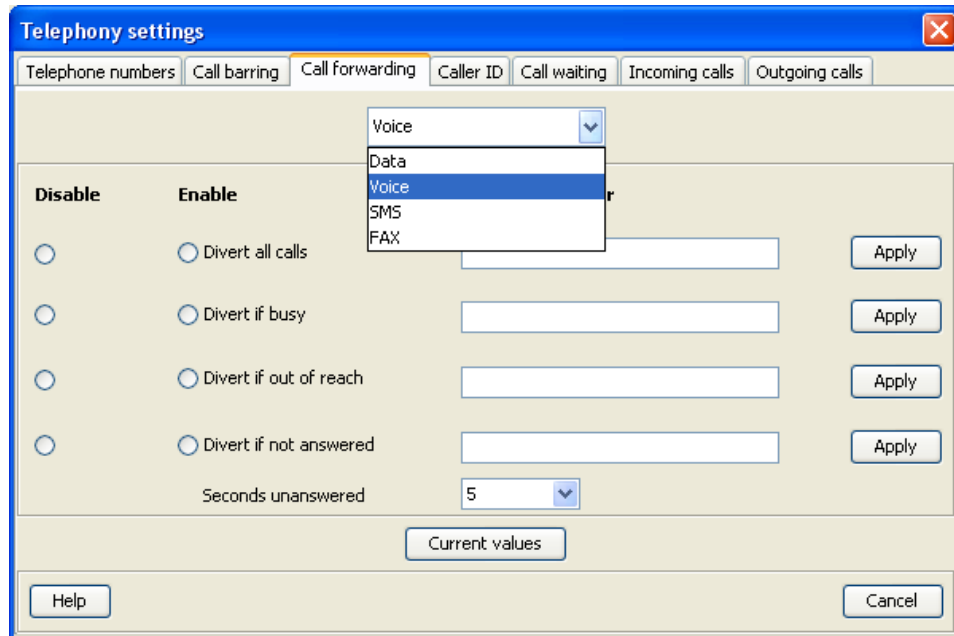 Telephony settings
Telephone numbers Call barring Call forwarding Caller ID Call waiting Incoming calls Outgoing calls
Voice
Data
Voice
SMS
FAX
Disable Enable
Divert all calls Apply
Divert if busy Apply
Divert if out of reach Apply
Divert if not answered Apply
Seconds unanswered 5
Current values
Help Cancel